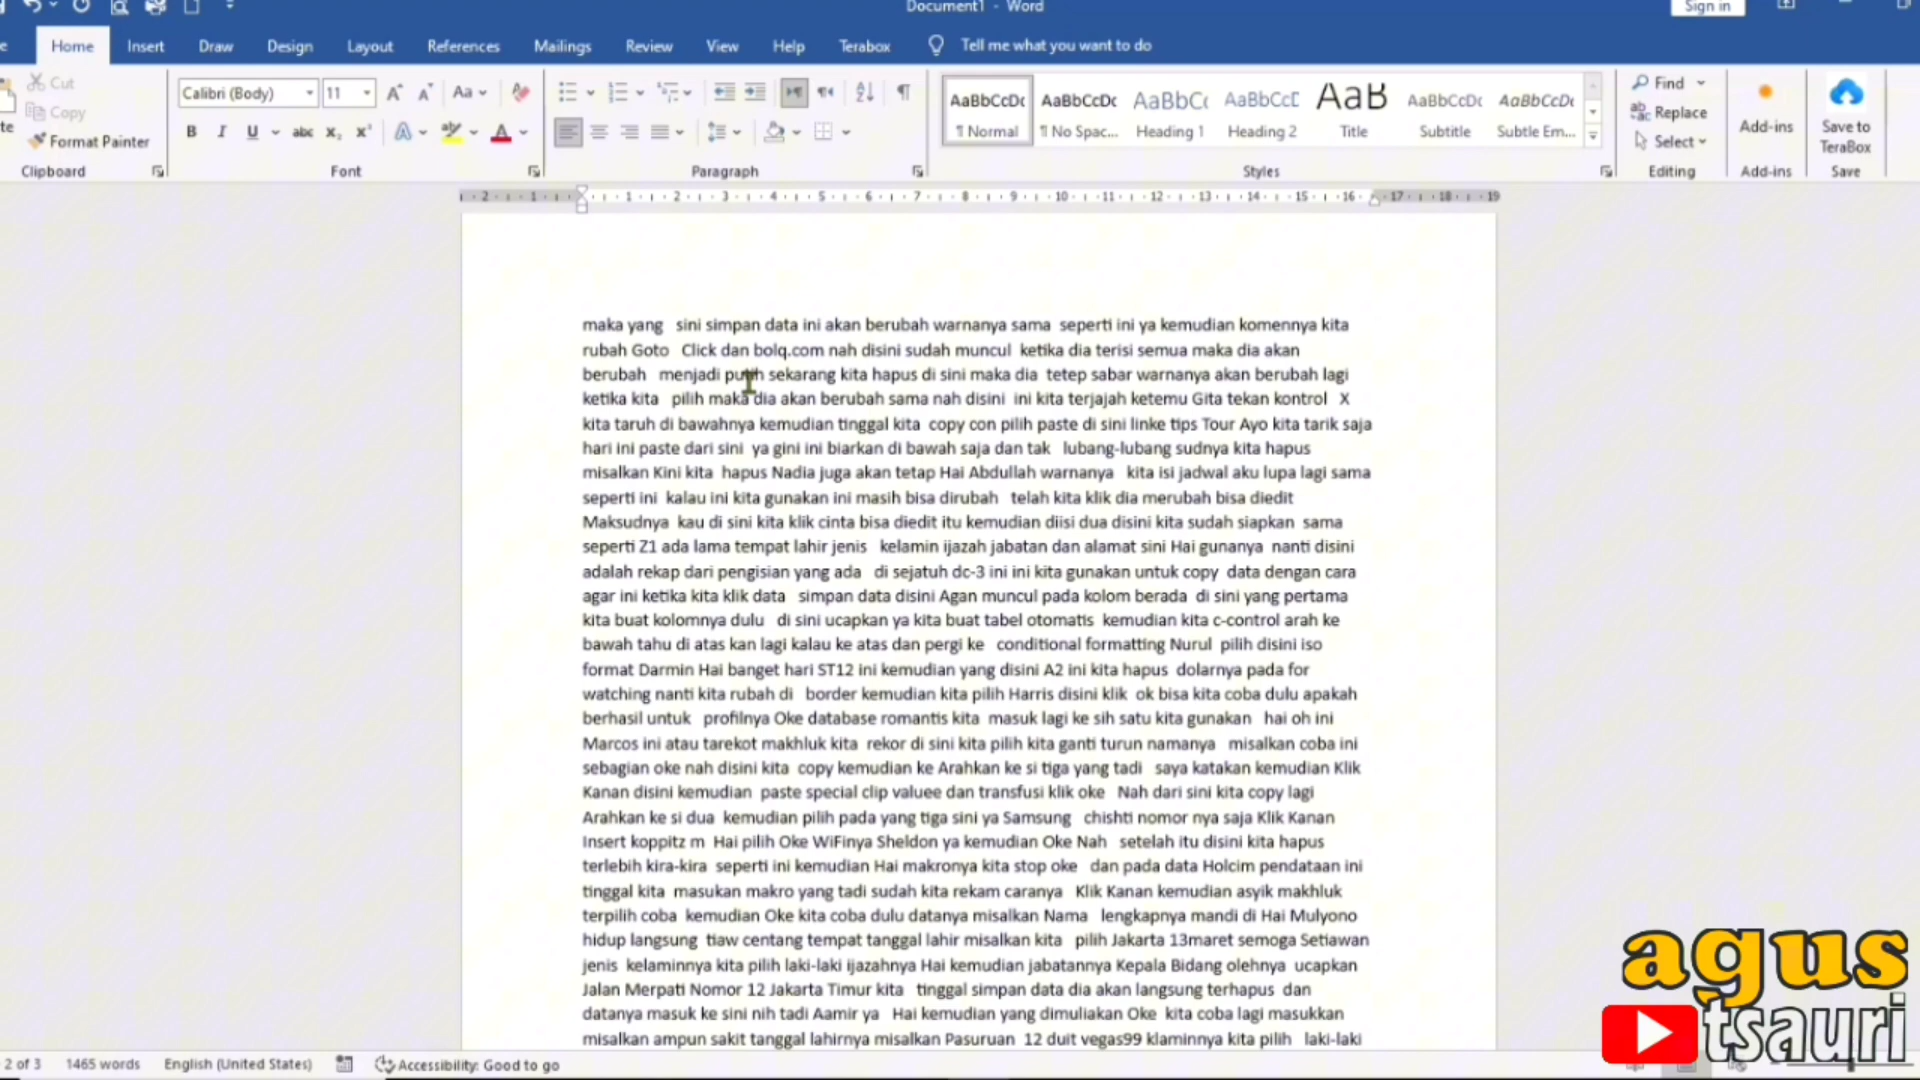 Document1 - Word
Sign in
Home Insert Draw Design Layout References Mailings Review View Help Terabox Tell me what you want to do
Cut
Copy
Format Painter
Clipboard
Calibri (Body) 11
Font
Paragraph
AaBbCcDc AaBbCcDc AaBbCc AaBbCcD AaB AaBbCcDc AaBbCcDc
¶ Normal ¶ No Spac... Heading 1 Heading 2 Title Subtitle Subtle Em...
Styles
Find
Replace
Select
Editing
Add-ins
Add-ins
Save to TeraBox
Save
2 1 1 2 3 4 5 6 7 8 9 10 11 12 13 14 15 16 17 18 19
maka yang sini simpan data ini akan berubah warnanya sama seperti ini ya kemudian komennya kita
rubah Goto Click dan bolq.com nah disini sudah muncul ketika dia terisi semua maka dia akan
berubah menjadi putih sekarang kita hapus di sini maka dia tetep sabar warnanya akan berubah lagi
ketika kita pilih maka dia akan berubah sama nah disini ini kita terjajah ketemu Gita tekan kontrol X
kita taruh di bawahnya kemudian tinggal kita copy con pilih paste di sini linke tips Tour Ayo kita tarik saja
hari ini paste dari sini ya gini ini biarkan di bawah saja dan tak lubang-lubang sudnya kita hapus
misalkan Kini kita hapus Nadia juga akan tetap Hai Abdullah warnanya kita isi jadwal aku lupa lagi sama
seperti ini kalau ini kita gunakan ini masih bisa dirubah telah kita klik dia merubah bisa diedit
Maksudnya kau di sini kita klik cinta bisa diedit itu kemudian diisi dua disini kita sudah siapkan sama
seperti Z1 ada lama tempat lahir jenis kelamin ijazah jabatan dan alamat sini Hai gunanya nanti disini
adalah rekap dari pengisian yang ada di sejatuh dc-3 ini ini kita gunakan untuk copy data dengan cara
agar ini ketika kita klik data simpan data disini Agan muncul pada kolom berada di sini yang pertama
kita buat kolomnya dulu di sini ucapkan ya kita buat tabel otomatis kemudian kita c-control arah ke
bawah tahu di atas kan lagi kalau ke atas dan pergi ke conditional formatting Nurul pilih disini iso
format Darmin Hai banget hari ST12 ini kemudian yang disini A2 ini kita hapus dolarnya pada for
watching nanti kita rubah di border kemudian kita pilih Harris disini klik ok bisa kita coba dulu apakah
berhasil untuk profilnya Oke database romantis kita masuk lagi ke sih satu kita gunakan hai oh ini
Marcos ini atau tarekot makhluk kita rekor di sini kita pilih kita ganti turun namanya misalkan coba ini
sebagian oke nah disini kita copy kemudian ke Arahkan ke si tiga yang tadi saya katakan kemudian Klik
Kanan disini kemudian paste special clip valuee dan transfusi klik oke Nah dari sini kita copy lagi
Arahkan ke si dua kemudian pilih pada yang tiga sini ya Samsung chishti nomor nya saja Klik Kanan
Insert koppitz m Hai pilih Oke WiFinya Sheldon ya kemudian Oke Nah setelah itu disini kita hapus
terlebih kira-kira seperti ini kemudian Hai makronya kita stop oke dan pada data Holcim pendataan ini
tinggal kita masukan makro yang tadi sudah kita rekam caranya Klik Kanan kemudian asyik makhluk
terpilih coba kemudian Oke kita coba dulu datanya misalkan Nama lengkapnya mandi di Hai Mulyono
hidup langsung tiaw centang tempat tanggal lahir misalkan kita pilih Jakarta 13maret semoga Setiawan
jenis kelaminnya kita pilih laki-laki ijazahnya Hai kemudian jabatannya Kepala Bidang olehnya ucapkan
Jalan Merpati Nomor 12 Jakarta Timur kita tinggal simpan data dia akan langsung terhapus dan
datanya masuk ke sini nih tadi Aamir ya Hai kemudian yang dimuliakan Oke kita coba lagi masukkan
misalkan ampun sakit tanggal lahirnya misalkan Pasuruan 12 duit vegas99 klaminnya kita pilih laki-laki
agus
tsauri
2 of 3 1465 words English (United States) Accessibility: Good to go